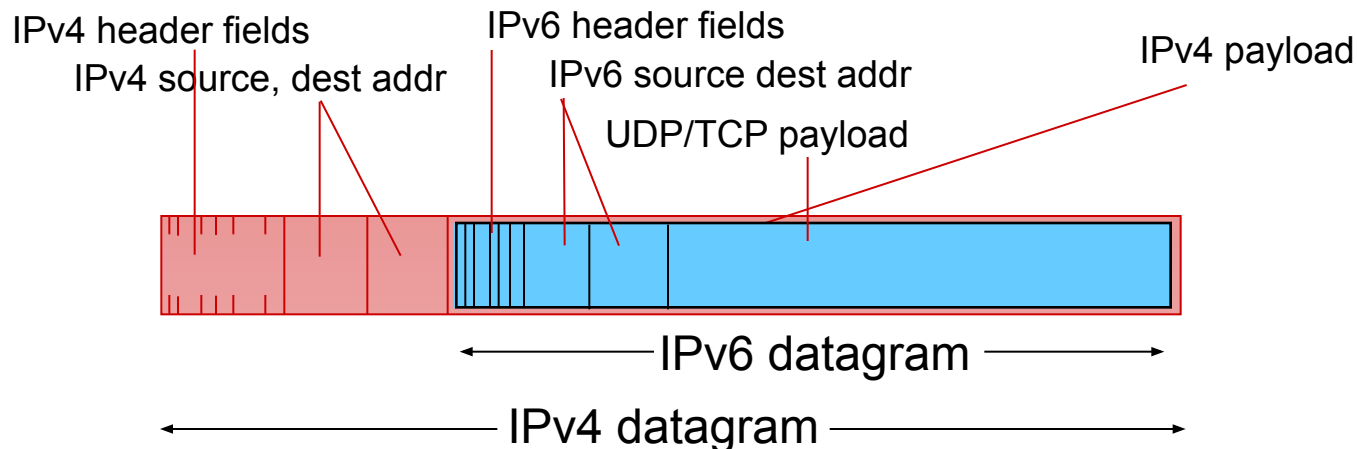 IPv4 header fields
IPv6 header fields
IPv4 payload
IPv4 source, dest addr
IPv6 source dest addr
UDP/TCP payload
IPv6 datagram
IPv4 datagram